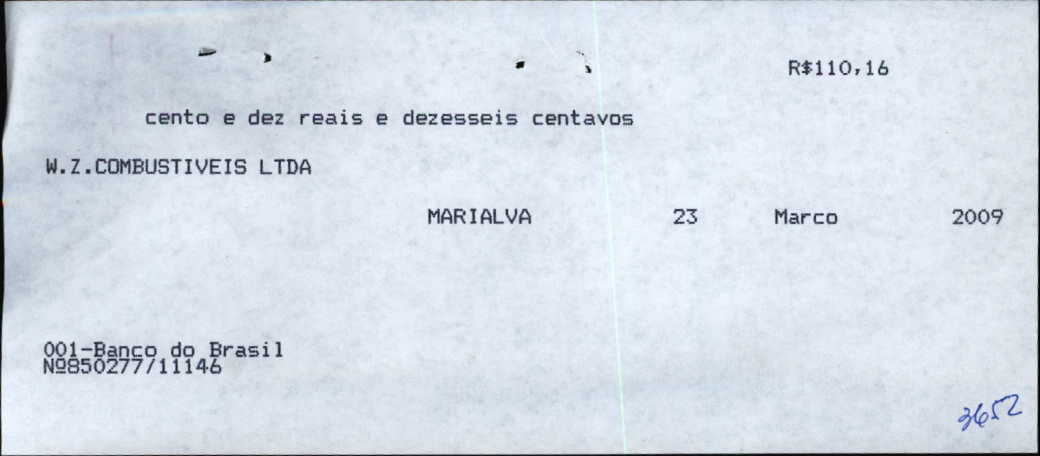 R$110,16
cento e dez reais e dezesseis centavos
W.Z.COMBUSTIVEIS LTDA
MARIALVA 23 Marco 2009
001-Banco do Brasil
Nº850277/11146
3652